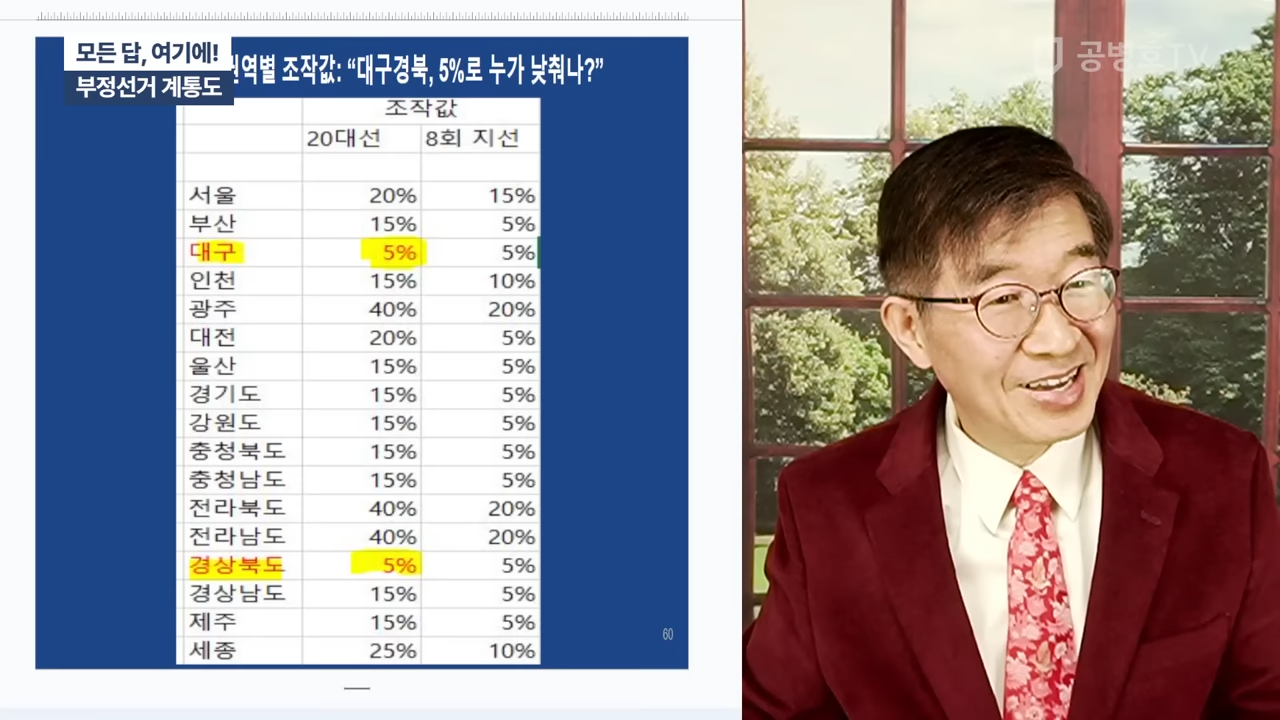 모든 답, 여기에!
부정선거 계통도
권역별 조작값: “대구경북, 5%로 누가 낮춰나?”
공병호TV
조작값
20대선 8회 지선
서울 20% 15%
부산 15% 5%
대구 5% 5%
인천 15% 10%
광주 40% 20%
대전 20% 5%
울산 15% 5%
경기도 15% 5%
강원도 15% 5%
충청북도 15% 5%
충청남도 15% 5%
전라북도 40% 20%
전라남도 40% 20%
경상북도 5% 5%
경상남도 15% 5%
제주 15% 5%
세종 25% 10%
60